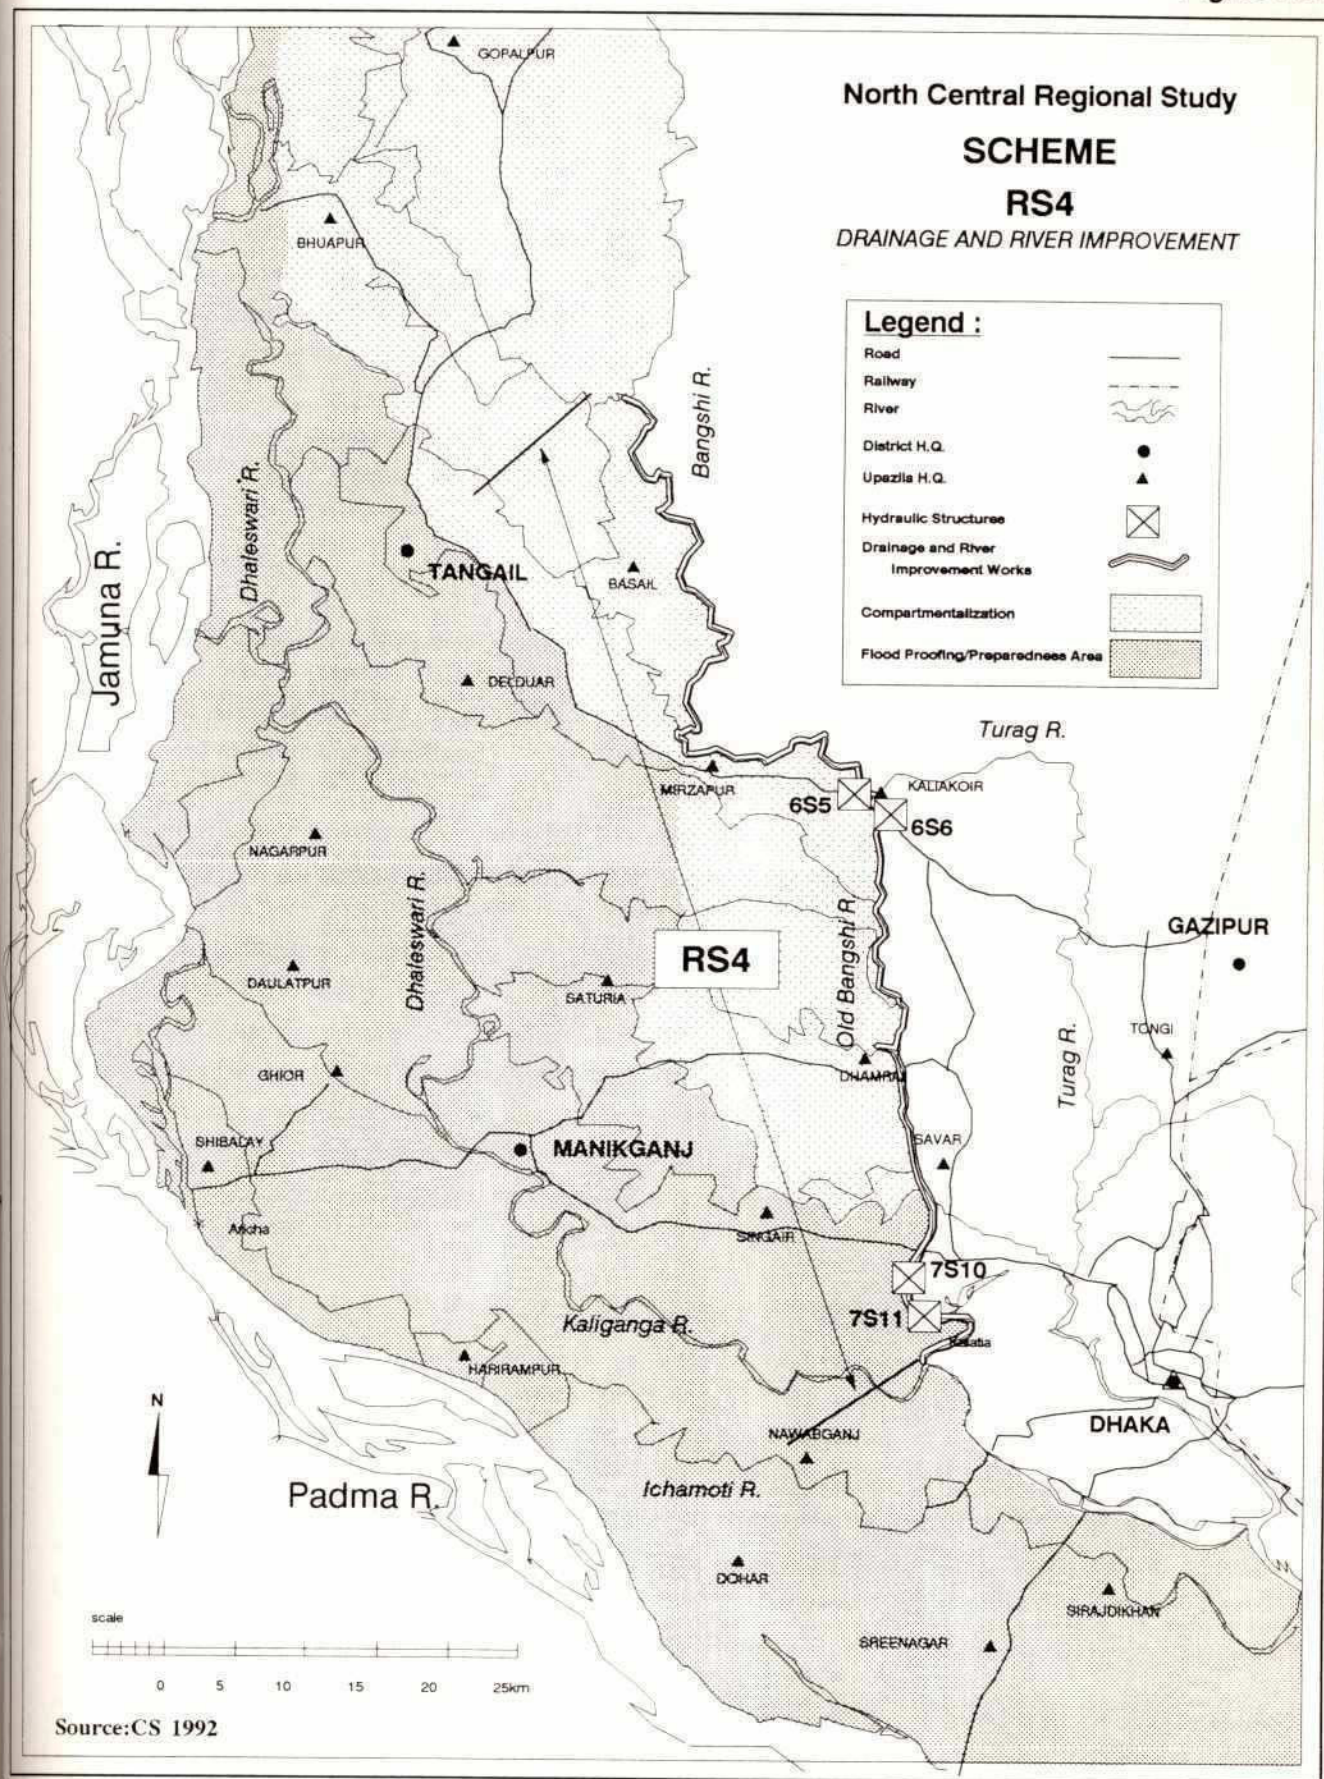 North Central Regional Study
SCHEME
RS4
DRAINAGE AND RIVER IMPROVEMENT
Legend :
Road
Railway
River
District H.Q.
Upazila H.Q.
Hydraulic Structures
Drainage and River
Improvement Works
Compartmentalization
Flood Proofing/Preparedness Area
GOPALPUR
BHUAPUR
Bangshi R.
Dhaleswari R.
Jamuna R.
TANGAIL
BASAIL
DELDUAR
Turag R.
MIRZAPUR
KALIAKOIR
6S5
6S6
NAGARPUR
Dhaleswari R.
Old Bangshi R.
GAZIPUR
RS4
DAULATPUR
SATURIA
TONGI
Turag R.
GHIOR
DHAMRAI
SHIBALAY
MANIKGANJ
SAVAR
Aricha
SINGAIR
7S10
7S11
Kaliganga R.
HARIRAMPUR
N
DHAKA
NAWABGANJ
Padma R.
Ichamoti R.
DOHAR
SIRAJDIKHAN
SREENAGAR
scale
0 5 10 15 20 25km
Source:CS 1992